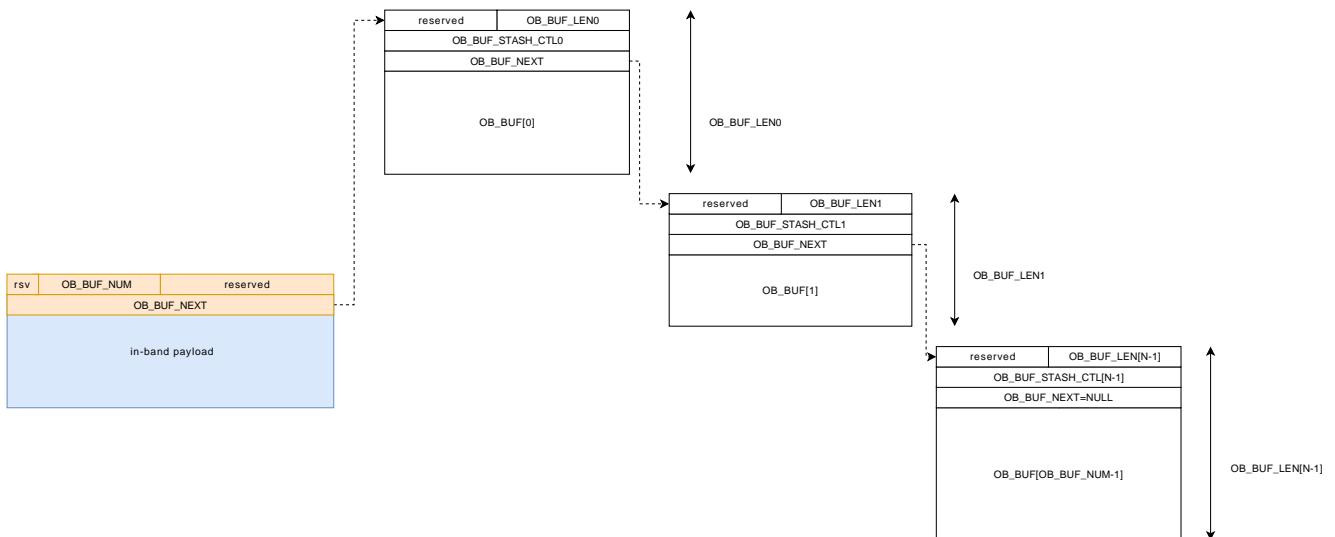 reserved OB_BUF_LEN0
OB_BUF_STASH_CTL0
OB_BUF_NEXT
OB_BUF[0]
OB_BUF_LEN0
reserved OB_BUF_LEN1
OB_BUF_STASH_CTL1
OB_BUF_NEXT
OB_BUF[1]
OB_BUF_LEN1
rsv OB_BUF_NUM reserved
OB_BUF_NEXT
in-band payload
reserved OB_BUF_LEN[N-1]
OB_BUF_STASH_CTL[N-1]
OB_BUF_NEXT=NULL
OB_BUF[OB_BUF_NUM-1]
OB_BUF_LEN[N-1]